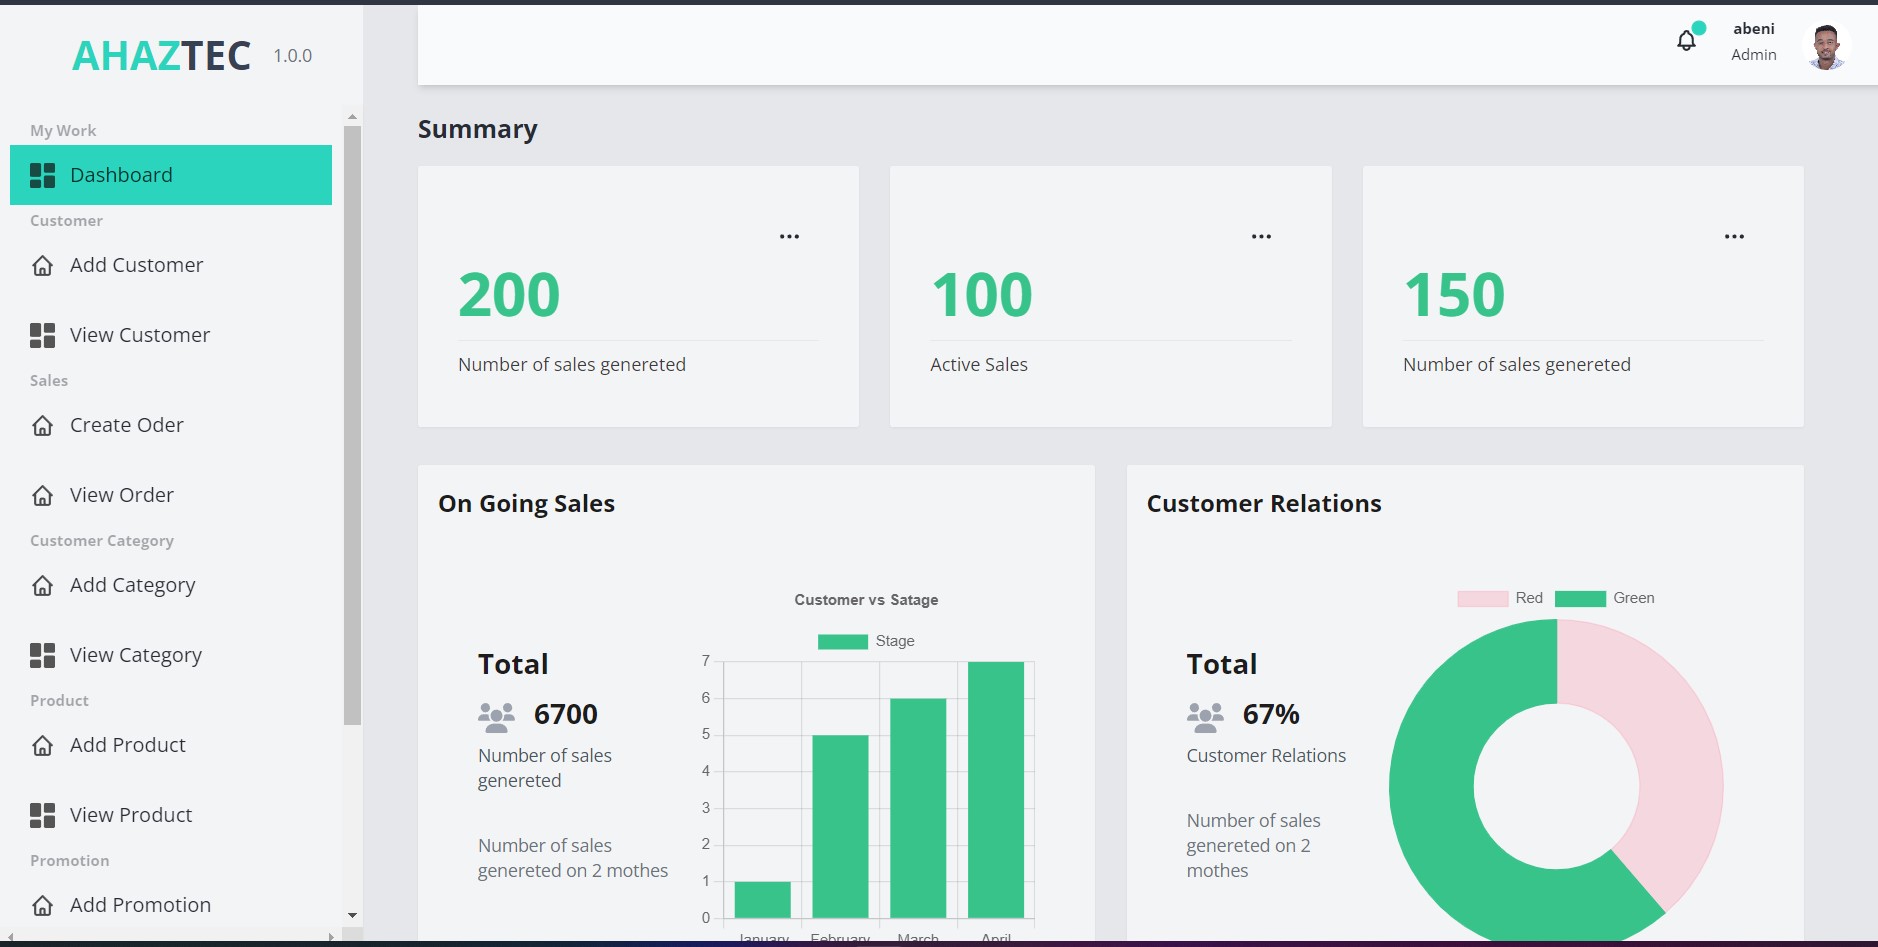 AHAZTEC 1.0.0
My Work
Dashboard
Customer
Add Customer
View Customer
Sales
Create Oder
View Order
Customer Category
Add Category
View Category
Product
Add Product
View Product
Promotion
Add Promotion
abeni
Admin
Summary
200
Number of sales genereted
100
Active Sales
150
Number of sales genereted
On Going Sales
Total
6700
Number of sales
genereted
Number of sales
genereted on 2 mothes
Customer vs Satage
Stage
7
6
5
4
3
2
1
0
January February March April
Customer Relations
Total
67%
Customer Relations
Number of sales
genereted on 2
mothes
Red Green